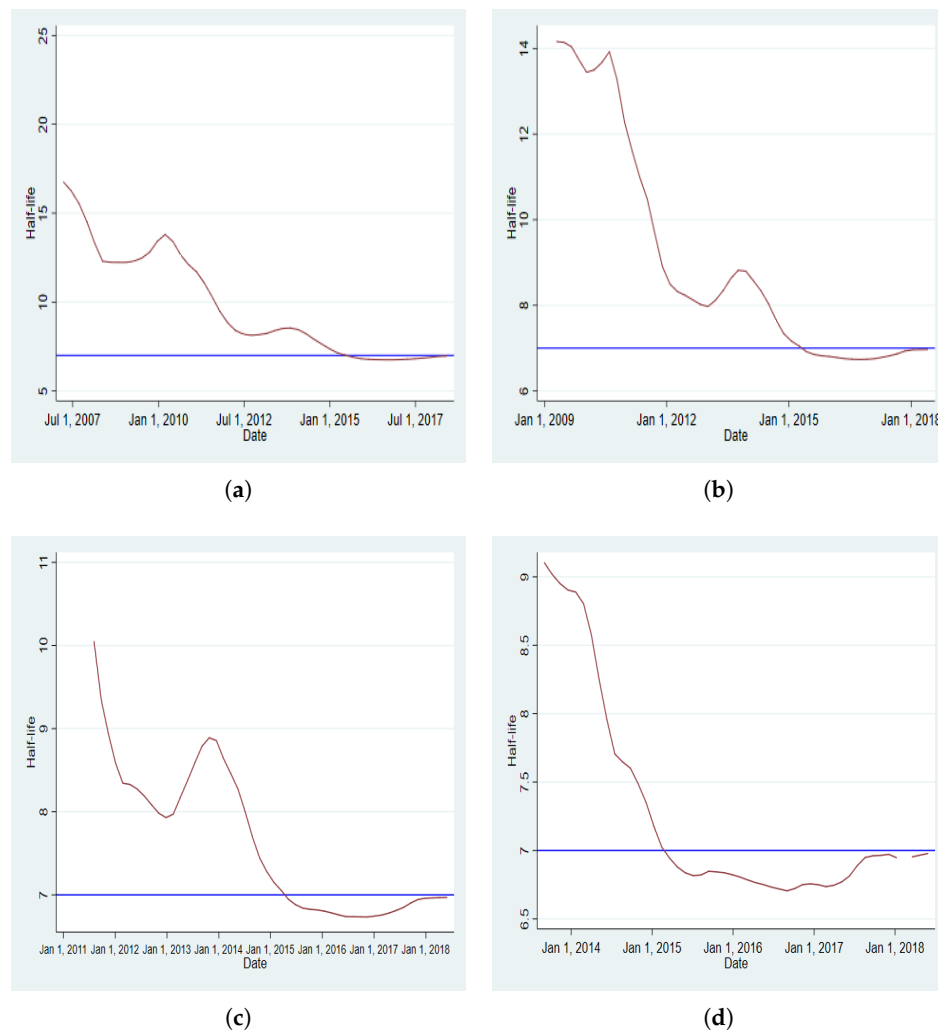 25
20
15
10
5
Half-life
Jul 1, 2007 Jan 1, 2010 Jul 1, 2012 Jan 1, 2015 Jul 1, 2017
Date
(a)
14
12
10
8
6
Half-life
Jan 1, 2009 Jan 1, 2012 Jan 1, 2015 Jan 1, 2018
Date
(b)
11
10
9
8
7
Half-life
Jan 1, 2011 Jan 1, 2012 Jan 1, 2013 Jan 1, 2014 Jan 1, 2015 Jan 1, 2016 Jan 1, 2017 Jan 1, 2018
Date
(c)
9
8.5
8
7.5
7
6.5
Half-life
Jan 1, 2014 Jan 1, 2015 Jan 1, 2016 Jan 1, 2017 Jan 1, 2018
Date
(d)